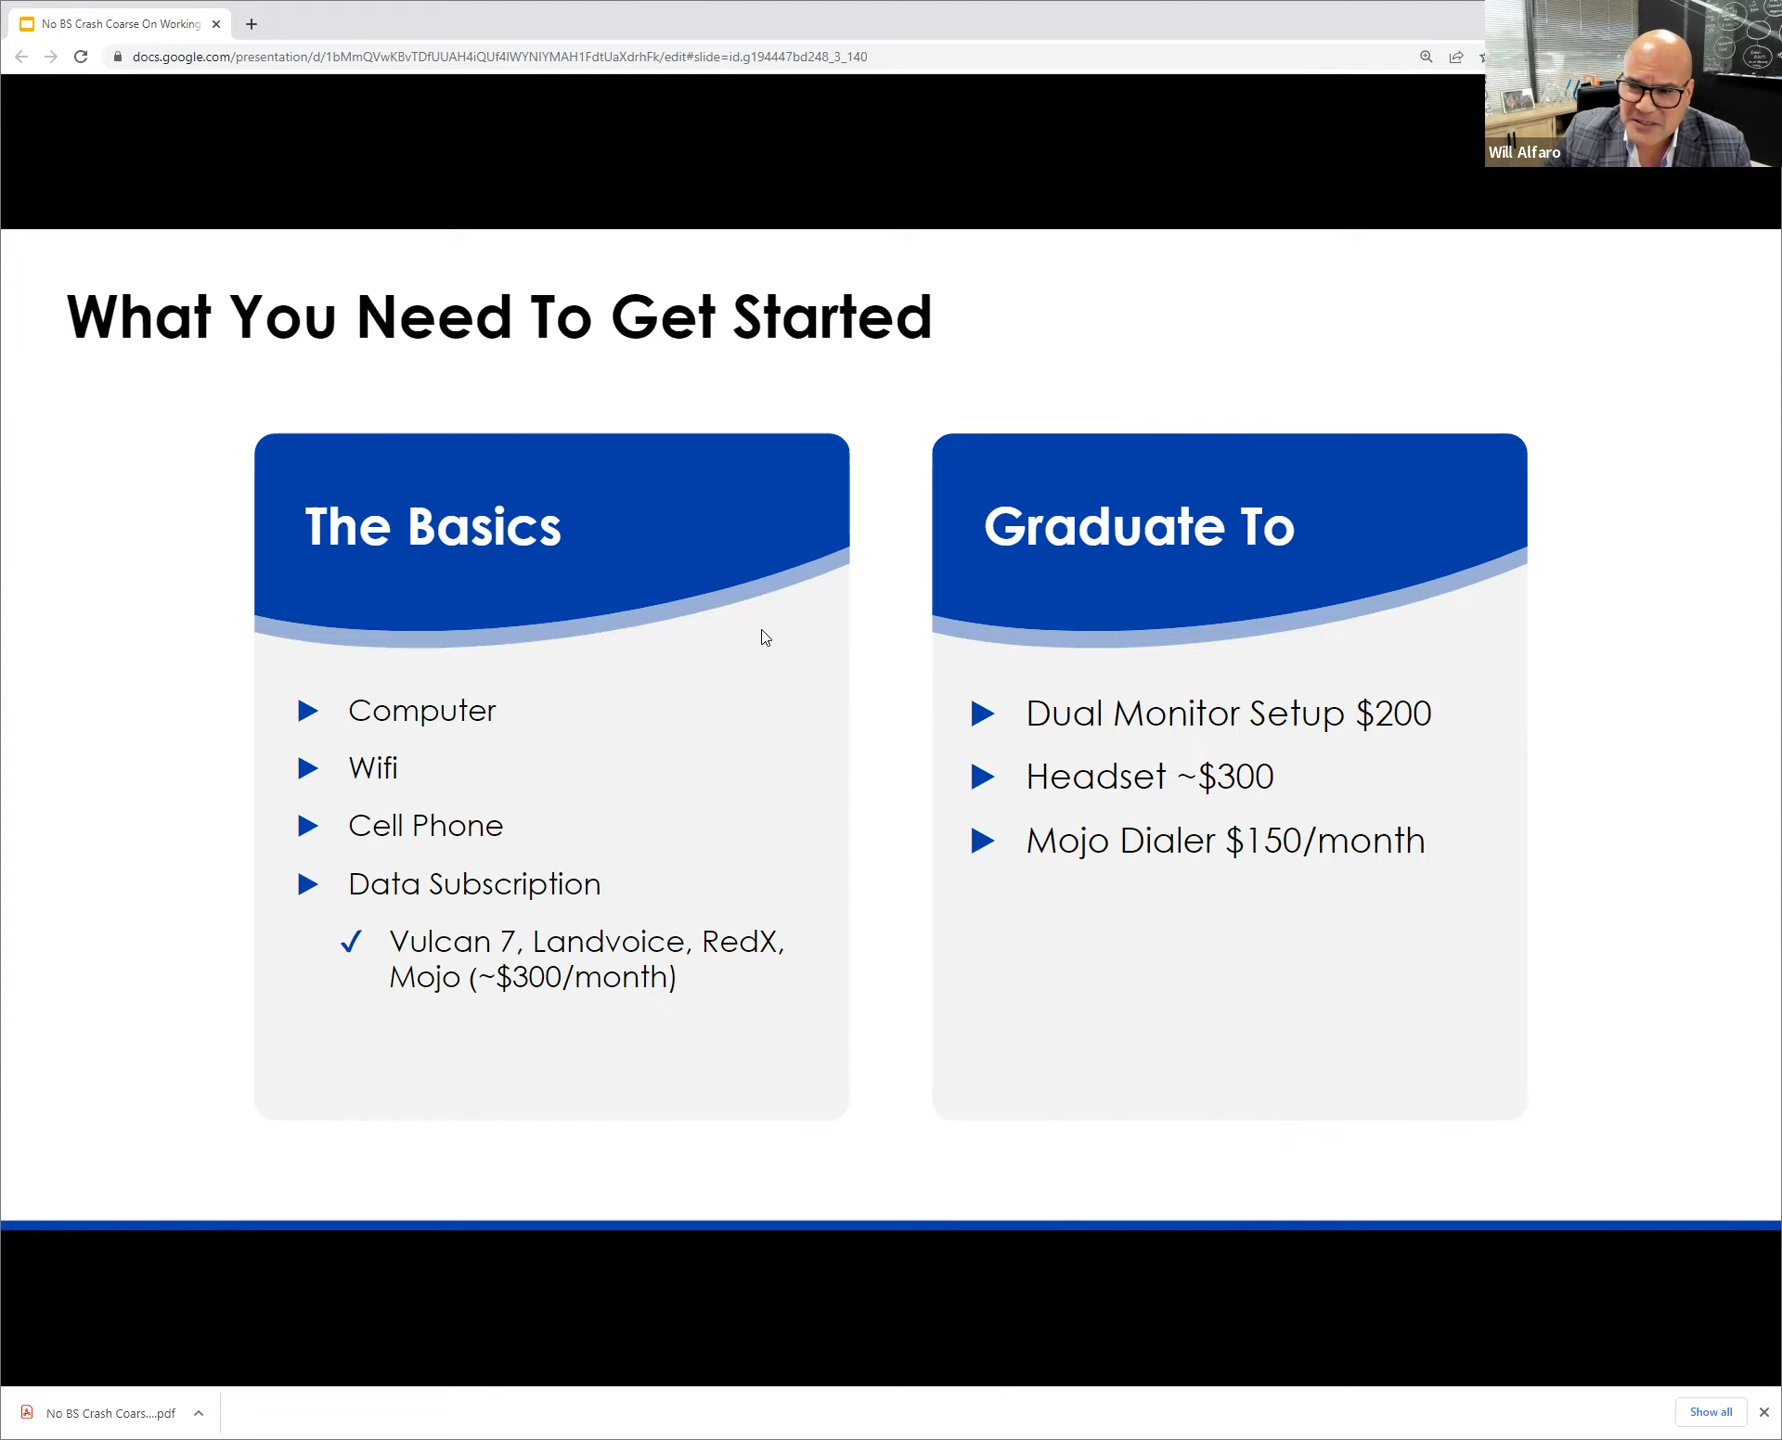 No BS Crash Coarse On Working
docs.google.com/presentation/d/1bMmQVwKBvTDfUUAH4iQUf4IWYNIYMAH1FdtUaXdrhFk/edit#slide=id.g194447bd248_3_140
Will Alfaro
What You Need To Get Started
The Basics
Computer
Wifi
Cell Phone
Data Subscription
Vulcan 7, Landvoice, RedX,
Mojo (~$300/month)
Graduate To
Dual Monitor Setup $200
Headset ~$300
Mojo Dialer $150/month
No BS Crash Coars....pdf
Show all